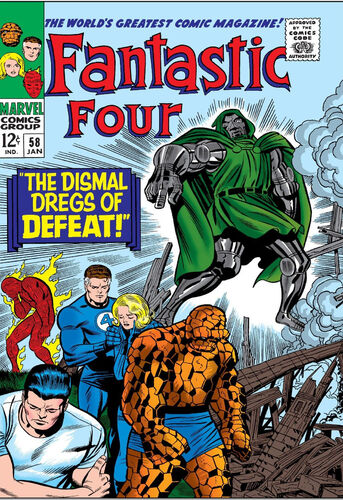 THE WORLD'S GREATEST COMIC MAGAZINE!
APPROVED
BY THE
COMICS
CODE
AUTHORITY
Fantastic
Four
MARVEL
COMICS
GROUP
12¢
IND.
58
JAN
"THE DISMAL
DREGS OF
DEFEAT!"